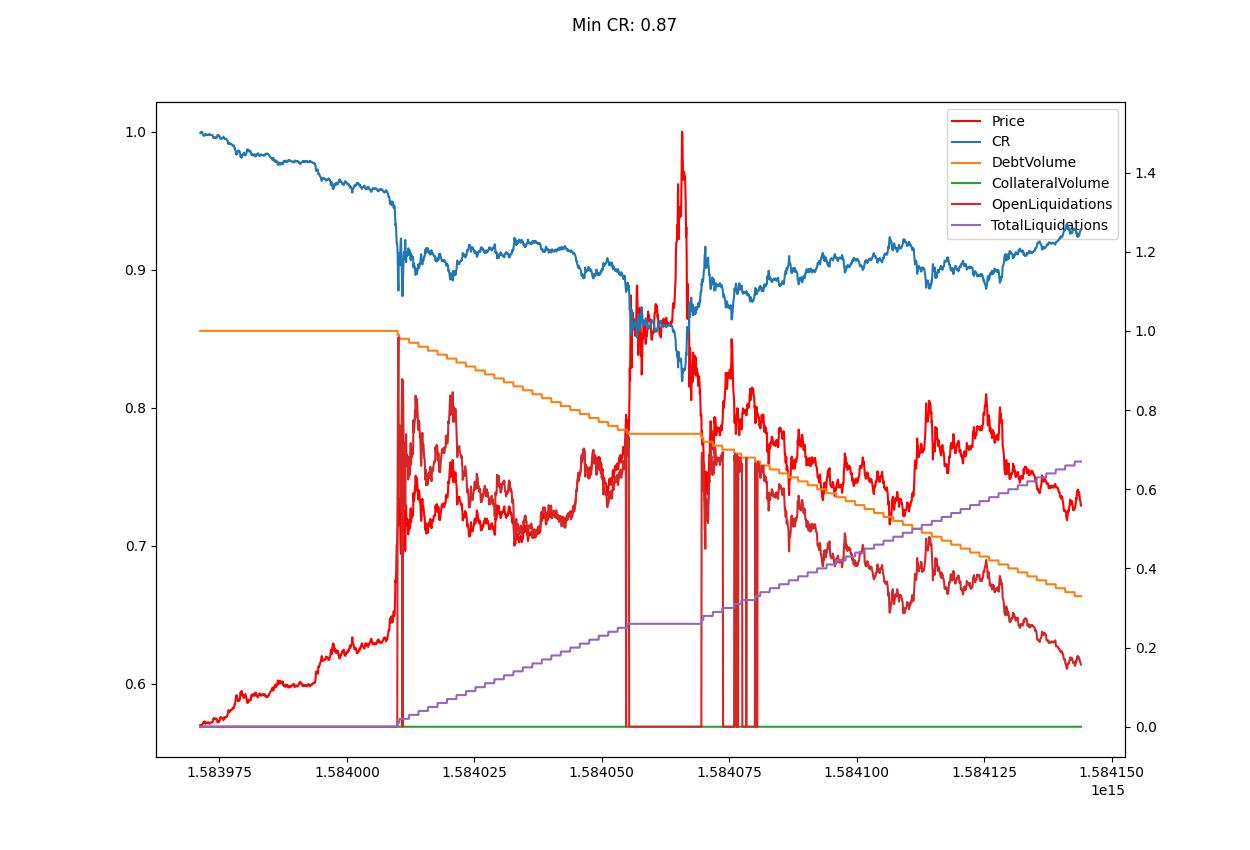 Min CR: 0.87
1.0
0.9
0.8
0.7
0.6
Price
CR
DebtVolume
CollateralVolume
OpenLiquidations
TotalLiquidations
1.4
1.2
1.0
0.8
0.6
0.4
0.2
0.0
1.583975 1.584000 1.584025 1.584050 1.584075 1.584100 1.584125 1.584150
1e15